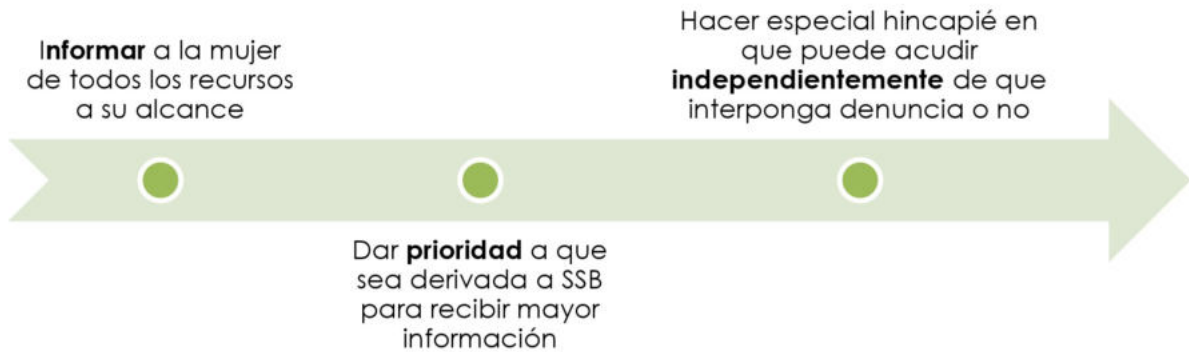 Informar a la mujer
de todos los recursos
a su alcance
Dar prioridad a que
sea derivada a SSB
para recibir mayor
información
Hacer especial hincapié en
que puede acudir
independientemente de que
interponga denuncia o no